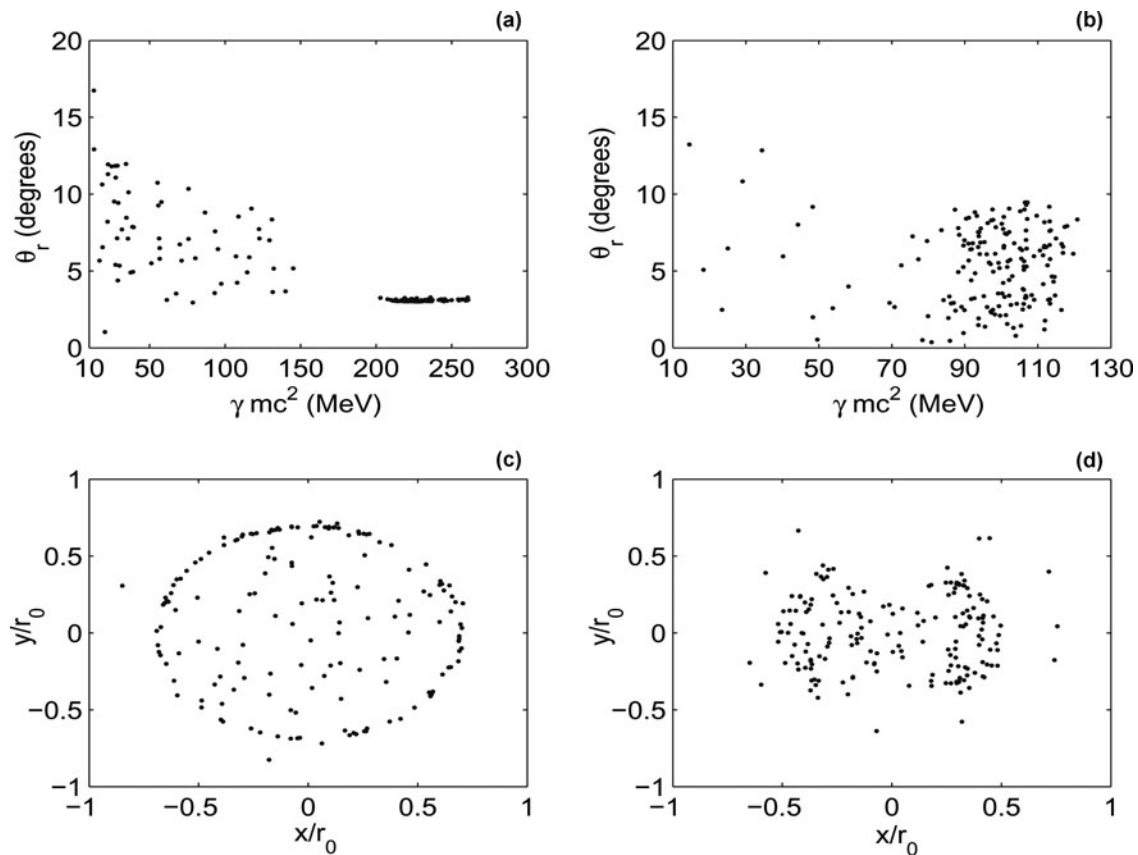 (a) (b)
20 20
15 15
θr (degrees) θr (degrees)
10 10
5 5
0 0
10 50 100 150 200 250 300 10 30 50 70 90 110 130
γ mc² (MeV) γ mc² (MeV)
(c) (d)
1 1
0.5 0.5
y/r0 y/r0
0 0
−0.5 −0.5
−1 −1
−1 −0.5 0 0.5 1 −1 −0.5 0 0.5 1
x/r0 x/r0